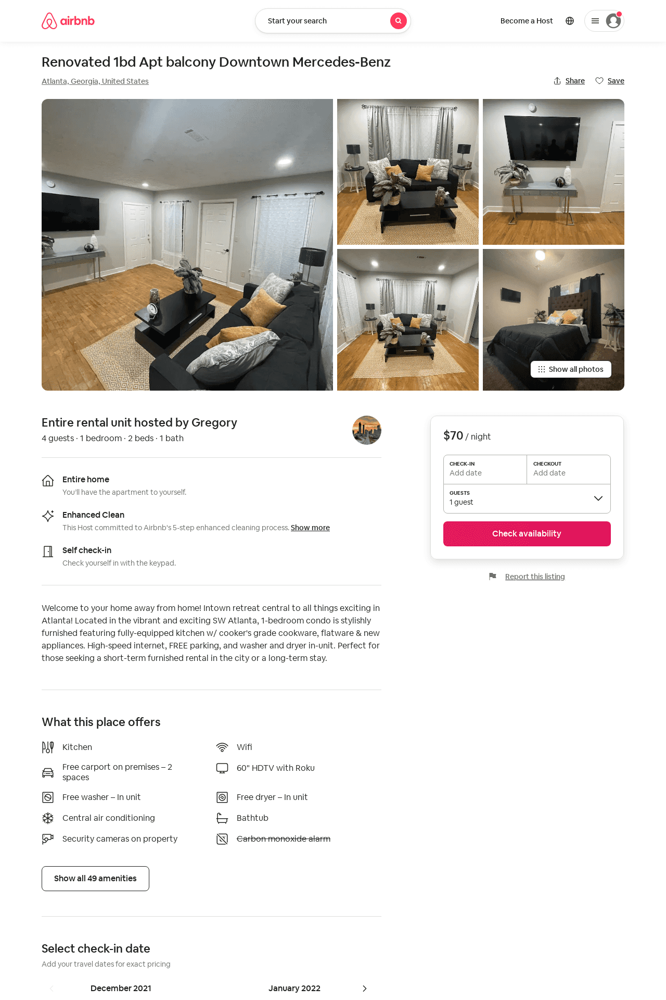 airbnb
Start your search
Become a Host
Renovated 1bd Apt balcony Downtown Mercedes-Benz
Atlanta, Georgia, United States
Share
Save
Show all photos
Entire rental unit hosted by Gregory
4 guests · 1 bedroom · 2 beds · 1 bath
Entire home
You'll have the apartment to yourself.
Enhanced Clean
This Host committed to Airbnb's 5-step enhanced cleaning process. Show more
Self check-in
Check yourself in with the keypad.
$70 / night
CHECK-IN
Add date
CHECKOUT
Add date
GUESTS
1 guest
Check availability
Report this listing
Welcome to your home away from home! Intown retreat central to all things exciting in
Atlanta! Located in the vibrant and exciting SW Atlanta, 1-bedroom condo is stylishly
furnished featuring fully-equipped kitchen w/ cooker's grade cookware, flatware & new
appliances. High-speed internet, FREE parking, and washer and dryer in-unit. Perfect for
those seeking a short-term furnished rental in the city or a long-term stay.
What this place offers
Kitchen
Wifi
Free carport on premises – 2
spaces
60" HDTV with Roku
Free washer – In unit
Free dryer – In unit
Central air conditioning
Bathtub
Security cameras on property
Carbon monoxide alarm
Show all 49 amenities
Select check-in date
Add your travel dates for exact pricing
December 2021
January 2022